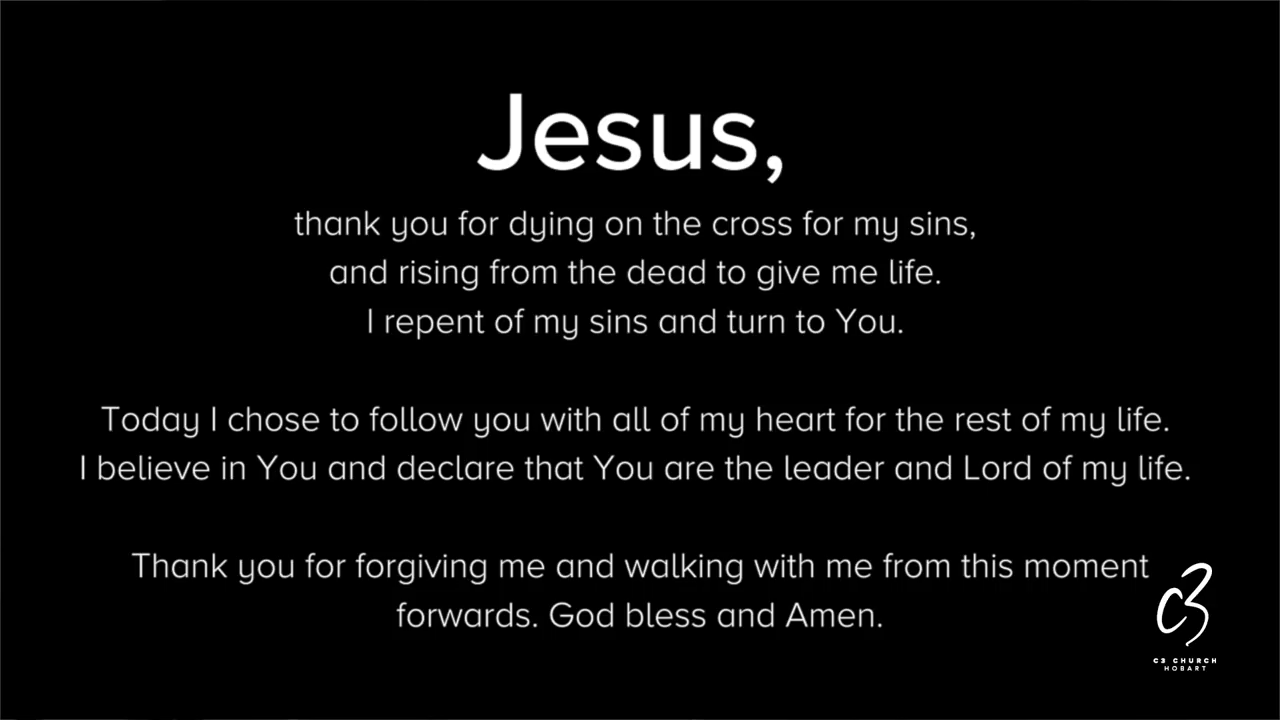 Jesus,
thank you for dying on the cross for my sins,
and rising from the dead to give me life.
I repent of my sins and turn to You.
Today I chose to follow you with all of my heart for the rest of my life.
I believe in You and declare that You are the leader and Lord of my life.
Thank you for forgiving me and walking with me from this moment
forwards. God bless and Amen.
C3
C3 CHURCH
HOBART